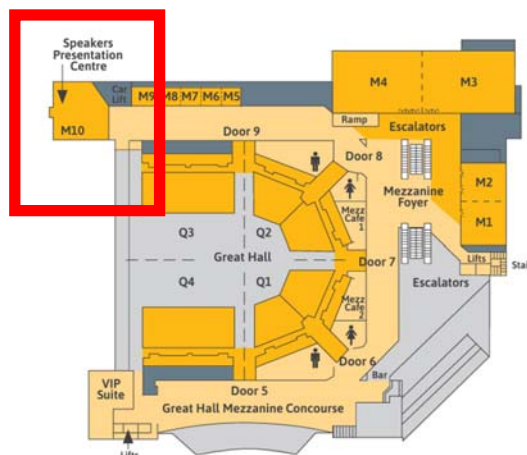 Speakers
Presentation
Centre
Car
Lift
M9
M8
M7
M6
M5
M4
M3
M10
Ramp
Door 9
Escalators
Door 8
M2
Mezzanine
Foyer
Mezz
Cafe
1
M1
Q3
Q2
Great Hall
Door 7
Lifts
Stai
Q4
Q1
Escalators
Mezz
Cafe
2
Door 6
Bar
VIP
Suite
Door 5
Great Hall Mezzanine Concourse
Lifts